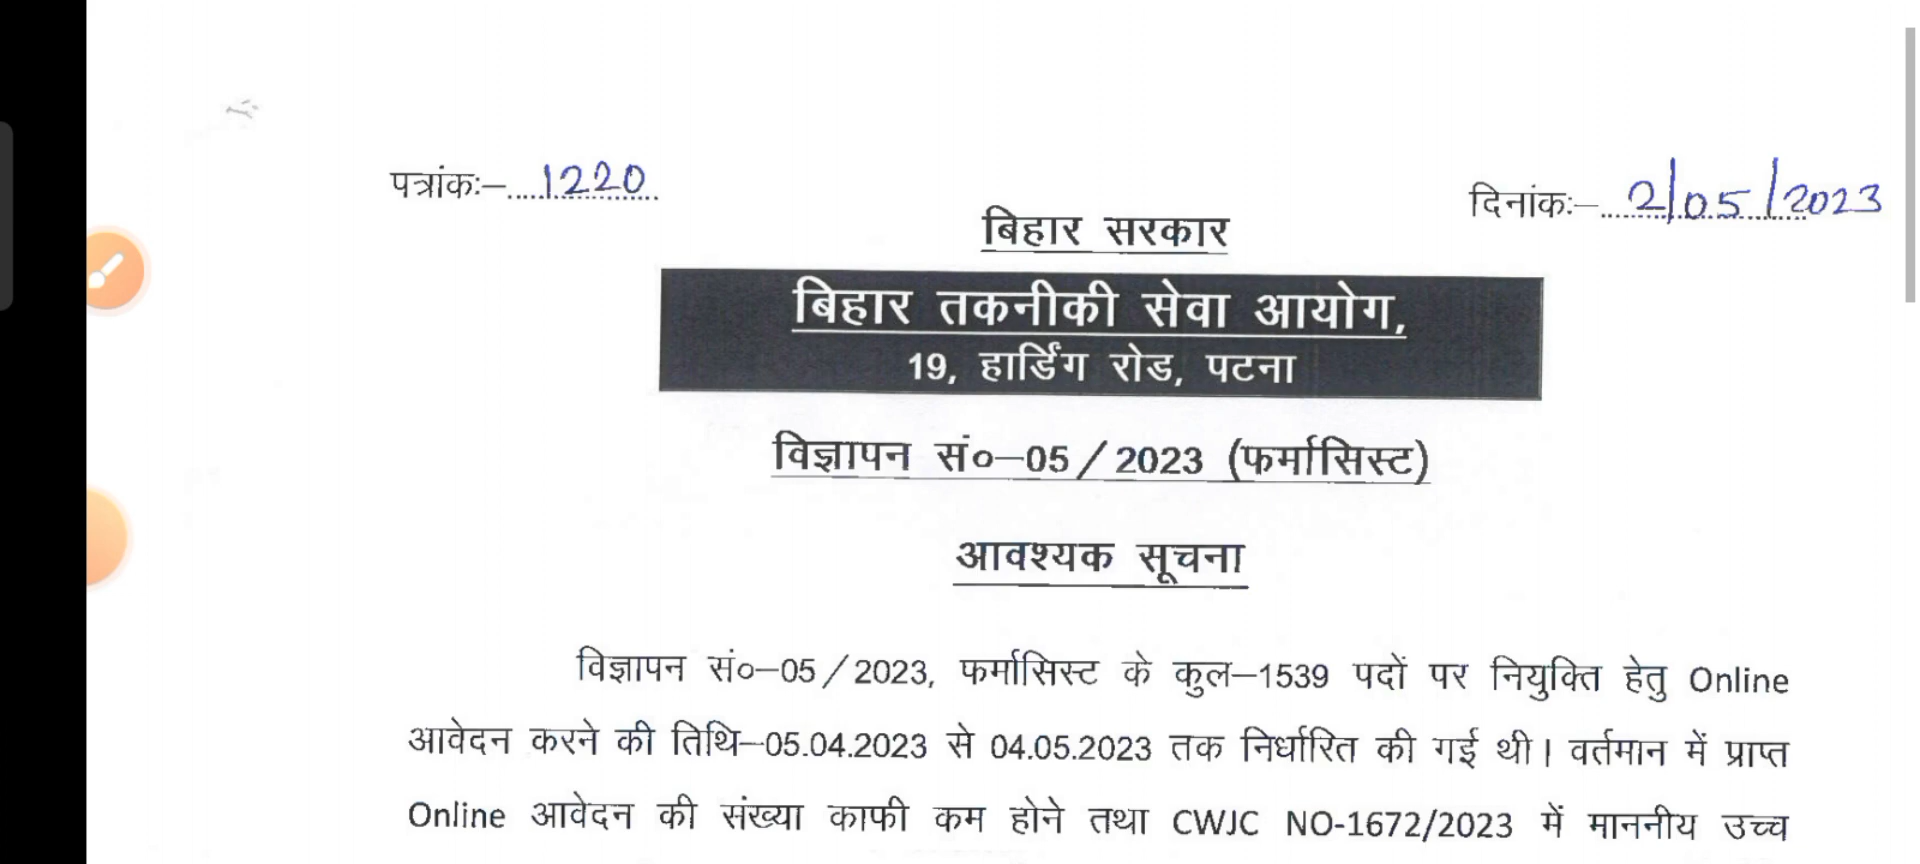 पत्रांकः–....1220..
दिनांकः–...2/05/2023
बिहार सरकार
बिहार तकनीकी सेवा आयोग,
19, हार्डिंग रोड, पटना
विज्ञापन सं०–05 / 2023 (फर्मासिस्ट)
आवश्यक सूचना
विज्ञापन सं०–05 / 2023, फर्मासिस्ट के कुल–1539 पदों पर नियुक्ति हेतु Online
आवेदन करने की तिथि–05.04.2023 से 04.05.2023 तक निर्धारित की गई थी। वर्तमान में प्राप्त
Online आवेदन की संख्या काफी कम होने तथा CWJC NO-1672/2023 में माननीय उच्च